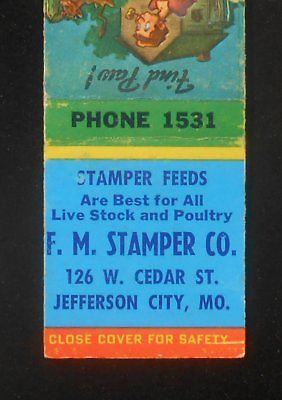 Find Paw!
PHONE 1531
STAMPER FEEDS
Are Best for All
Live Stock and Poultry
F. M. STAMPER CO.
126 W. CEDAR ST.
JEFFERSON CITY, MO.
CLOSE COVER FOR SAFETY